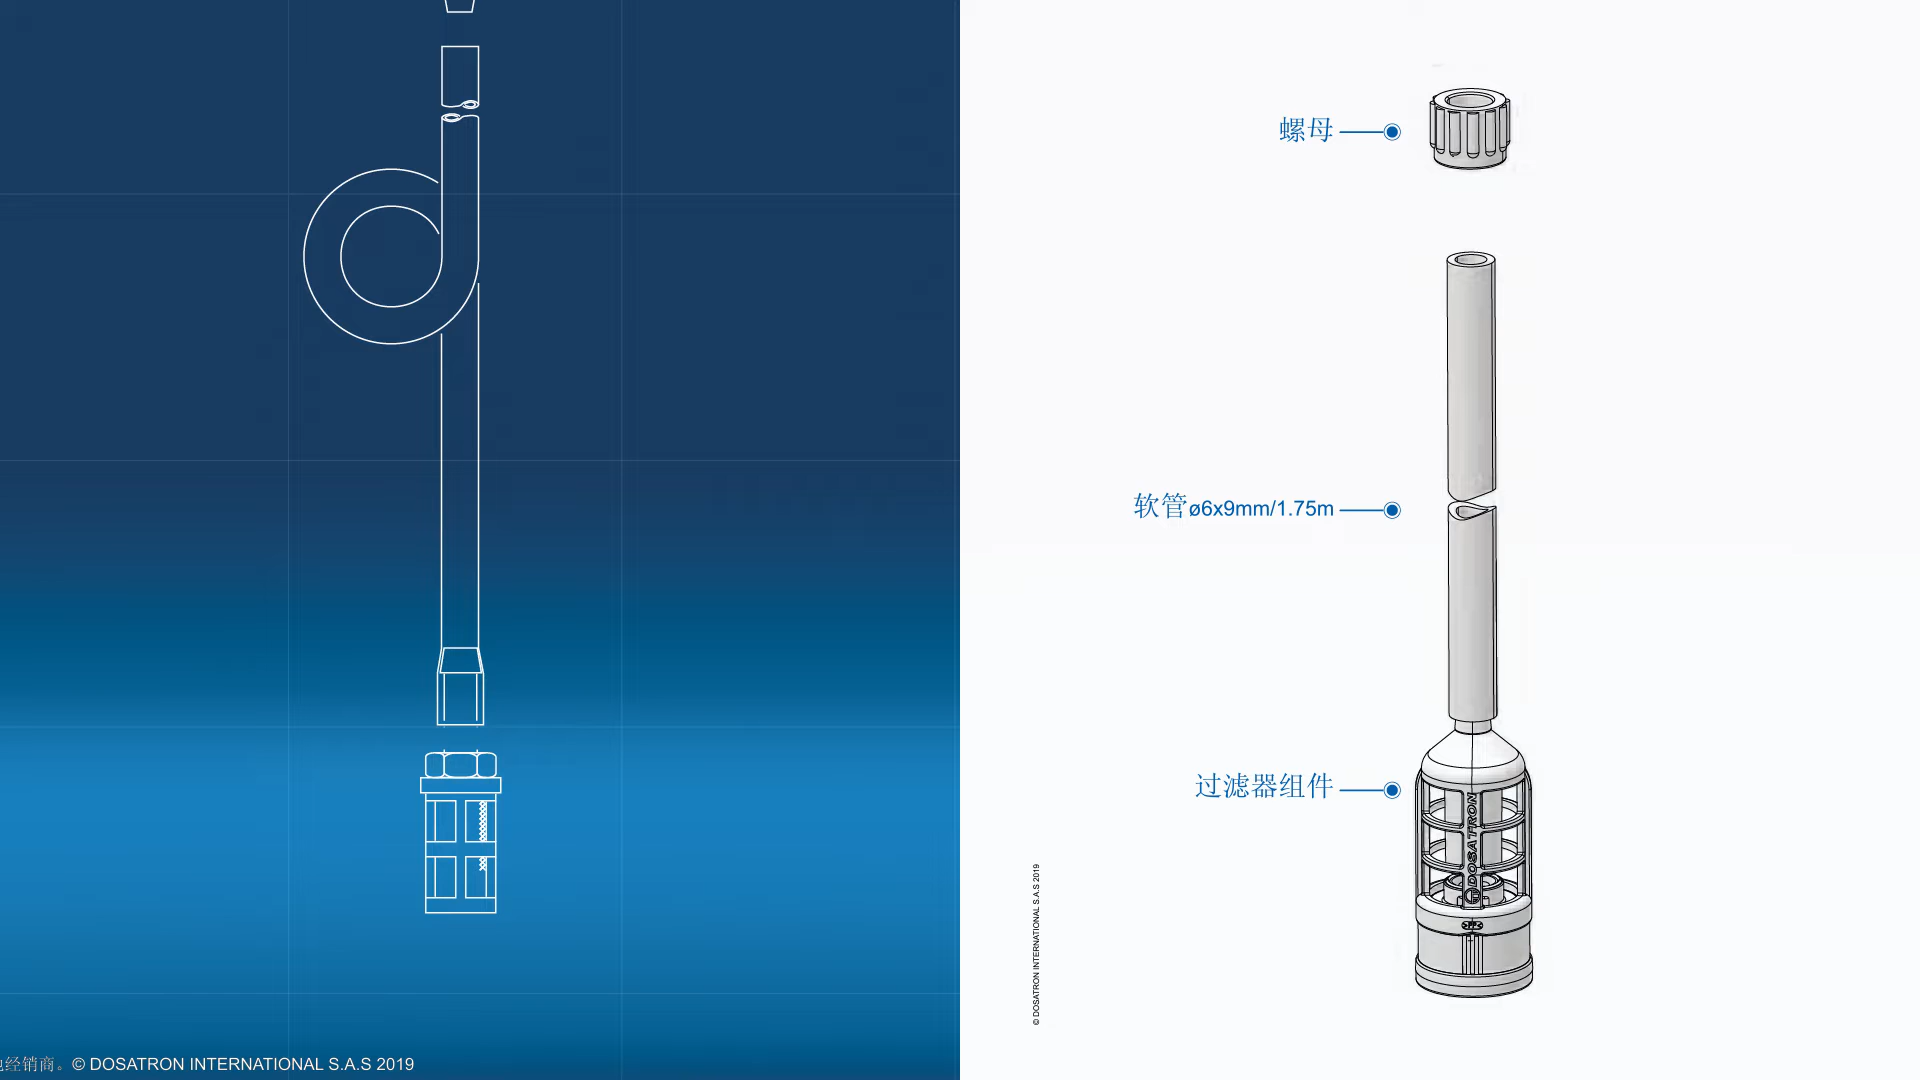 经销商。© DOSATRON INTERNATIONAL S.A.S 2019
螺母
软管ø6x9mm/1.75m
过滤器组件
DOSATRON
© DOSATRON INTERNATIONAL S.A.S 2019